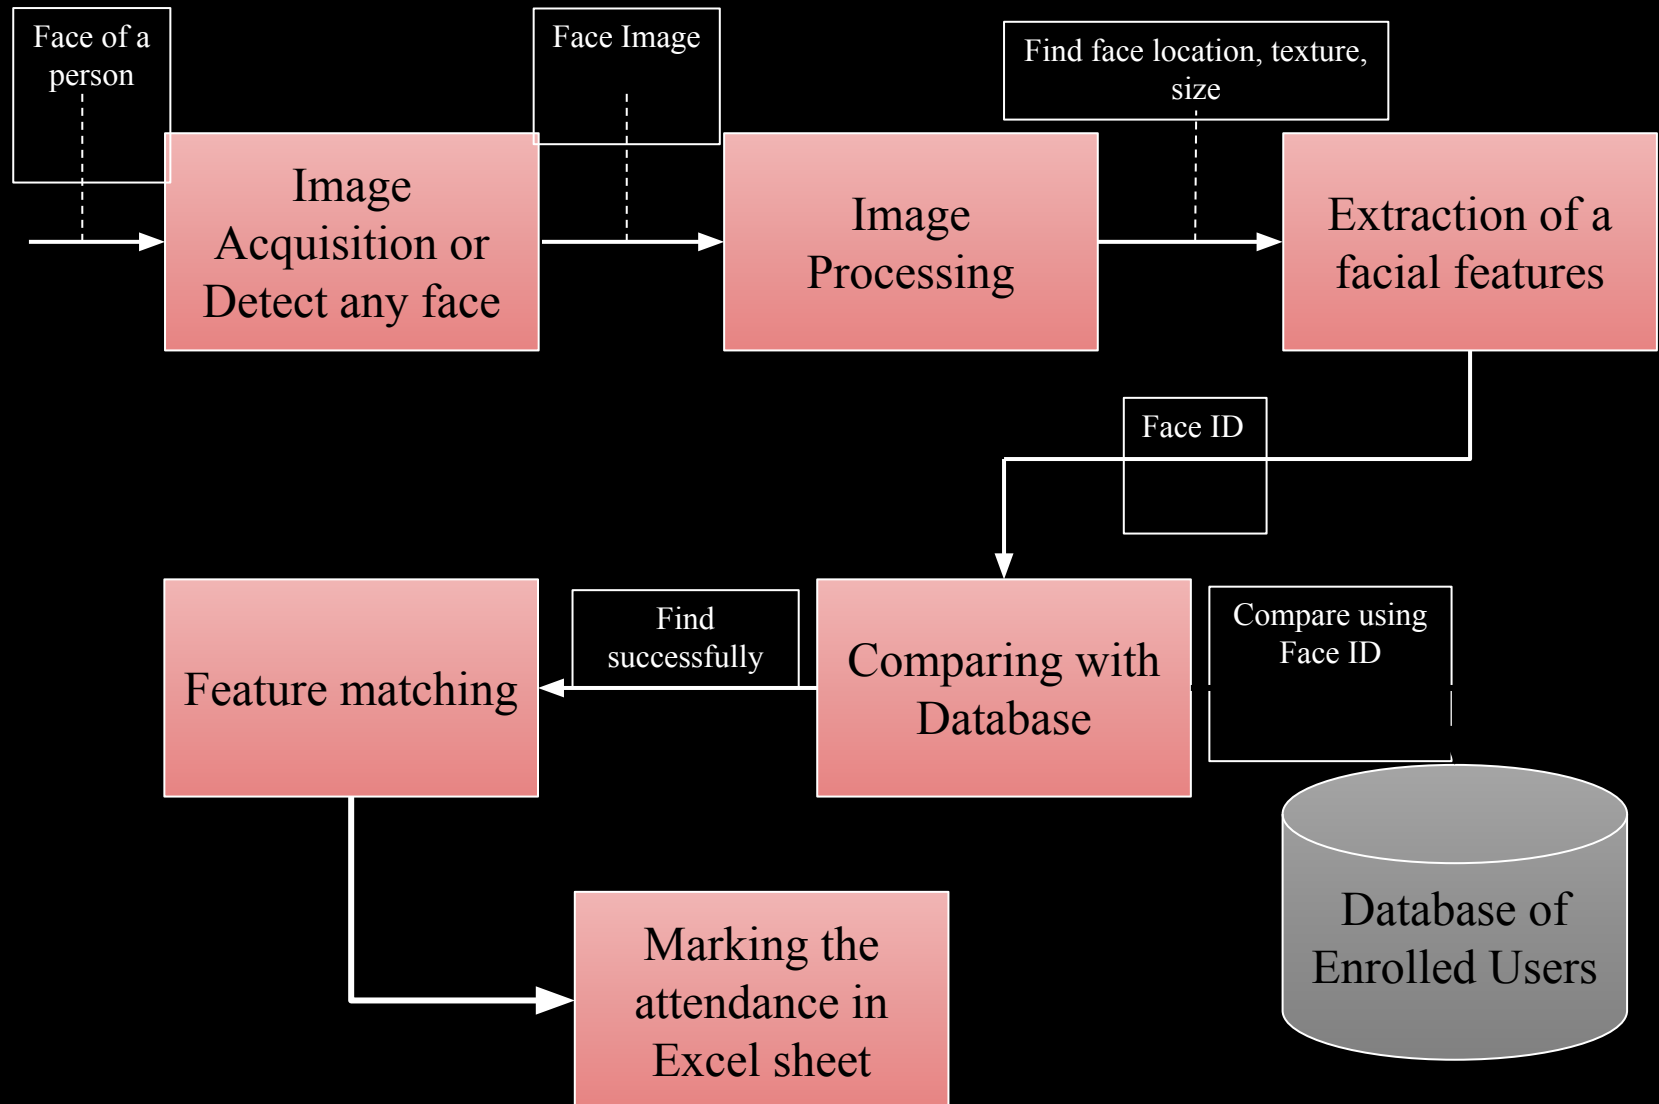 Face of a
person
Face Image
Find face location, texture,
size
Image
Acquisition or
Detect any face
Image
Processing
Extraction of a
facial features
Face ID
Feature matching
Find
successfully
Comparing with
Database
Compare using
Face ID
Database of
Enrolled Users
Marking the
attendance in
Excel sheet